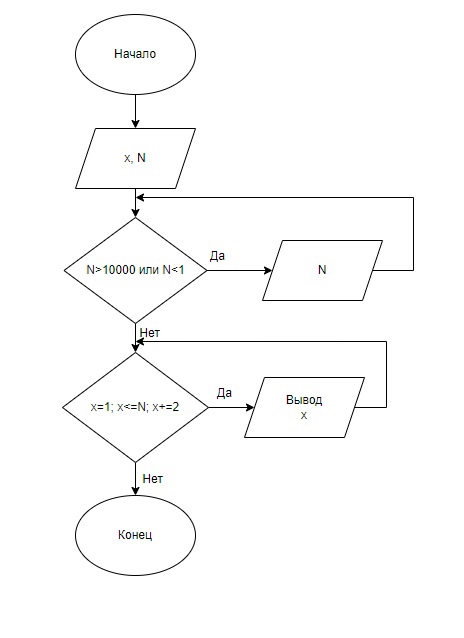 Начало
x, N
N>10000 или N<1
Да
N
Нет
x=1; x<=N; x+=2
Да
Вывод
x
Нет
Конец